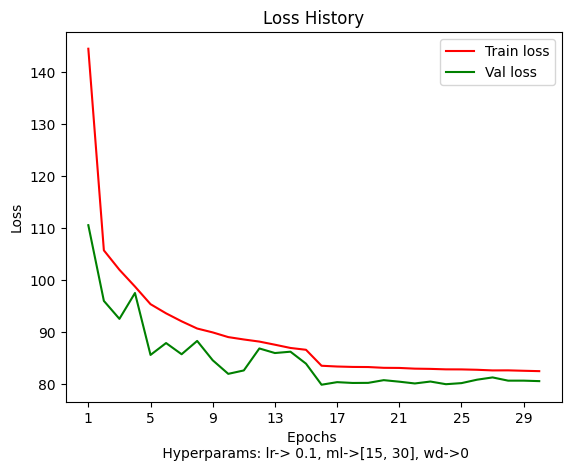 Loss History
Train loss
Val loss
Loss
140
130
120
110
100
90
80
1 5 9 13 17 21 25 29
Epochs
Hyperparams: lr-> 0.1, ml->[15, 30], wd->0